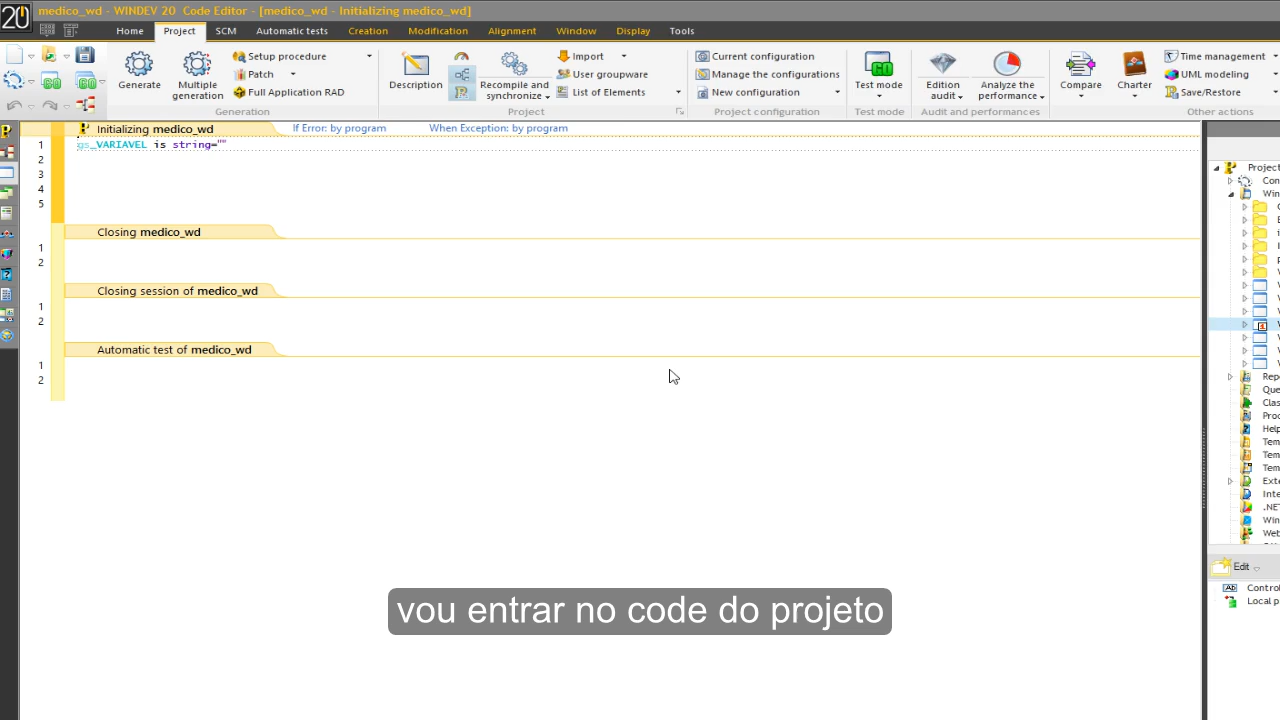 20 medico_wd - WINDEV 20 Code Editor - [medico_wd - Initializing medico_wd]
Home Project SCM Automatic tests Creation Modification Alignment Window Display Tools
Generate
Multiple generation
Setup procedure
Patch
Full Application RAD
Generation
Description
Recompile and synchronize
Import
User groupware
List of Elements
Project
Current configuration
Manage the configurations
New configuration
Project configuration
GO
Test mode
Test mode
Edition audit
Analyze the performance
Audit and performances
Compare
Charter
Time management
UML modeling
Save/Restore
Other actions
Initializing medico_wd If Error: by program When Exception: by program
1 gs_VARIAVEL is string=""
2
3
4
5
Closing medico_wd
1
2
Closing session of medico_wd
1
2
Automatic test of medico_wd
1
2
Project
Edit
vou entrar no code do projeto